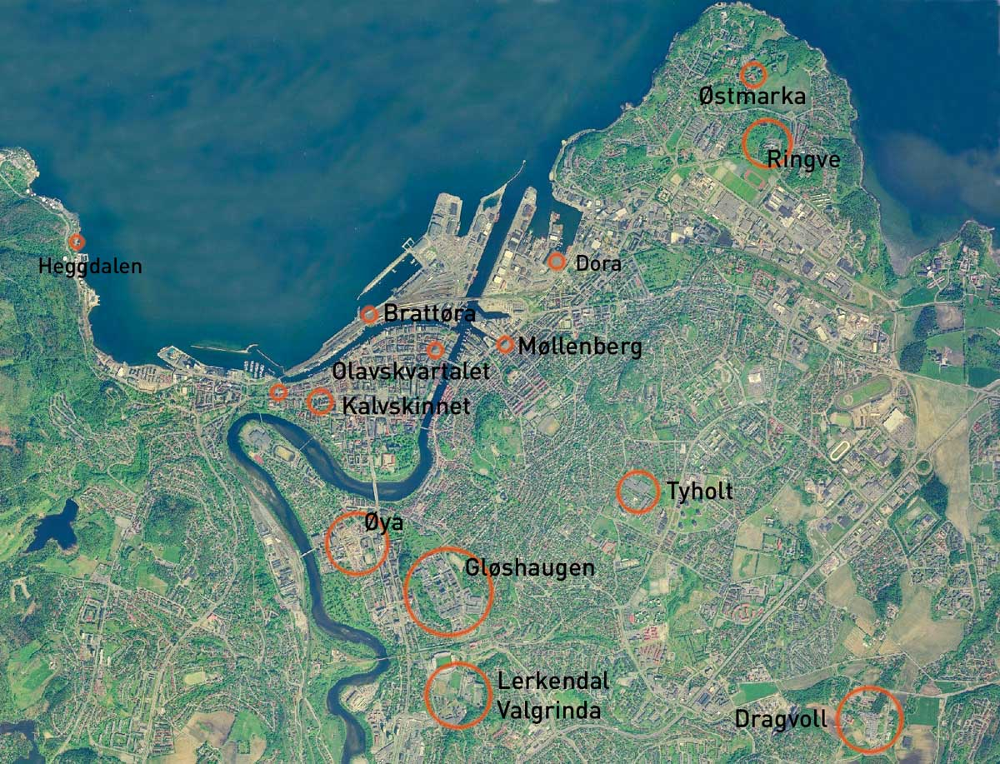 Østmarka
Ringve
Heggdalen
Dora
Brattøra
Møllenberg
Olavskvartalet
Kalvskinnet
Tyholt
Øya
Gløshaugen
Lerkendal
Valgrinda
Dragvoll